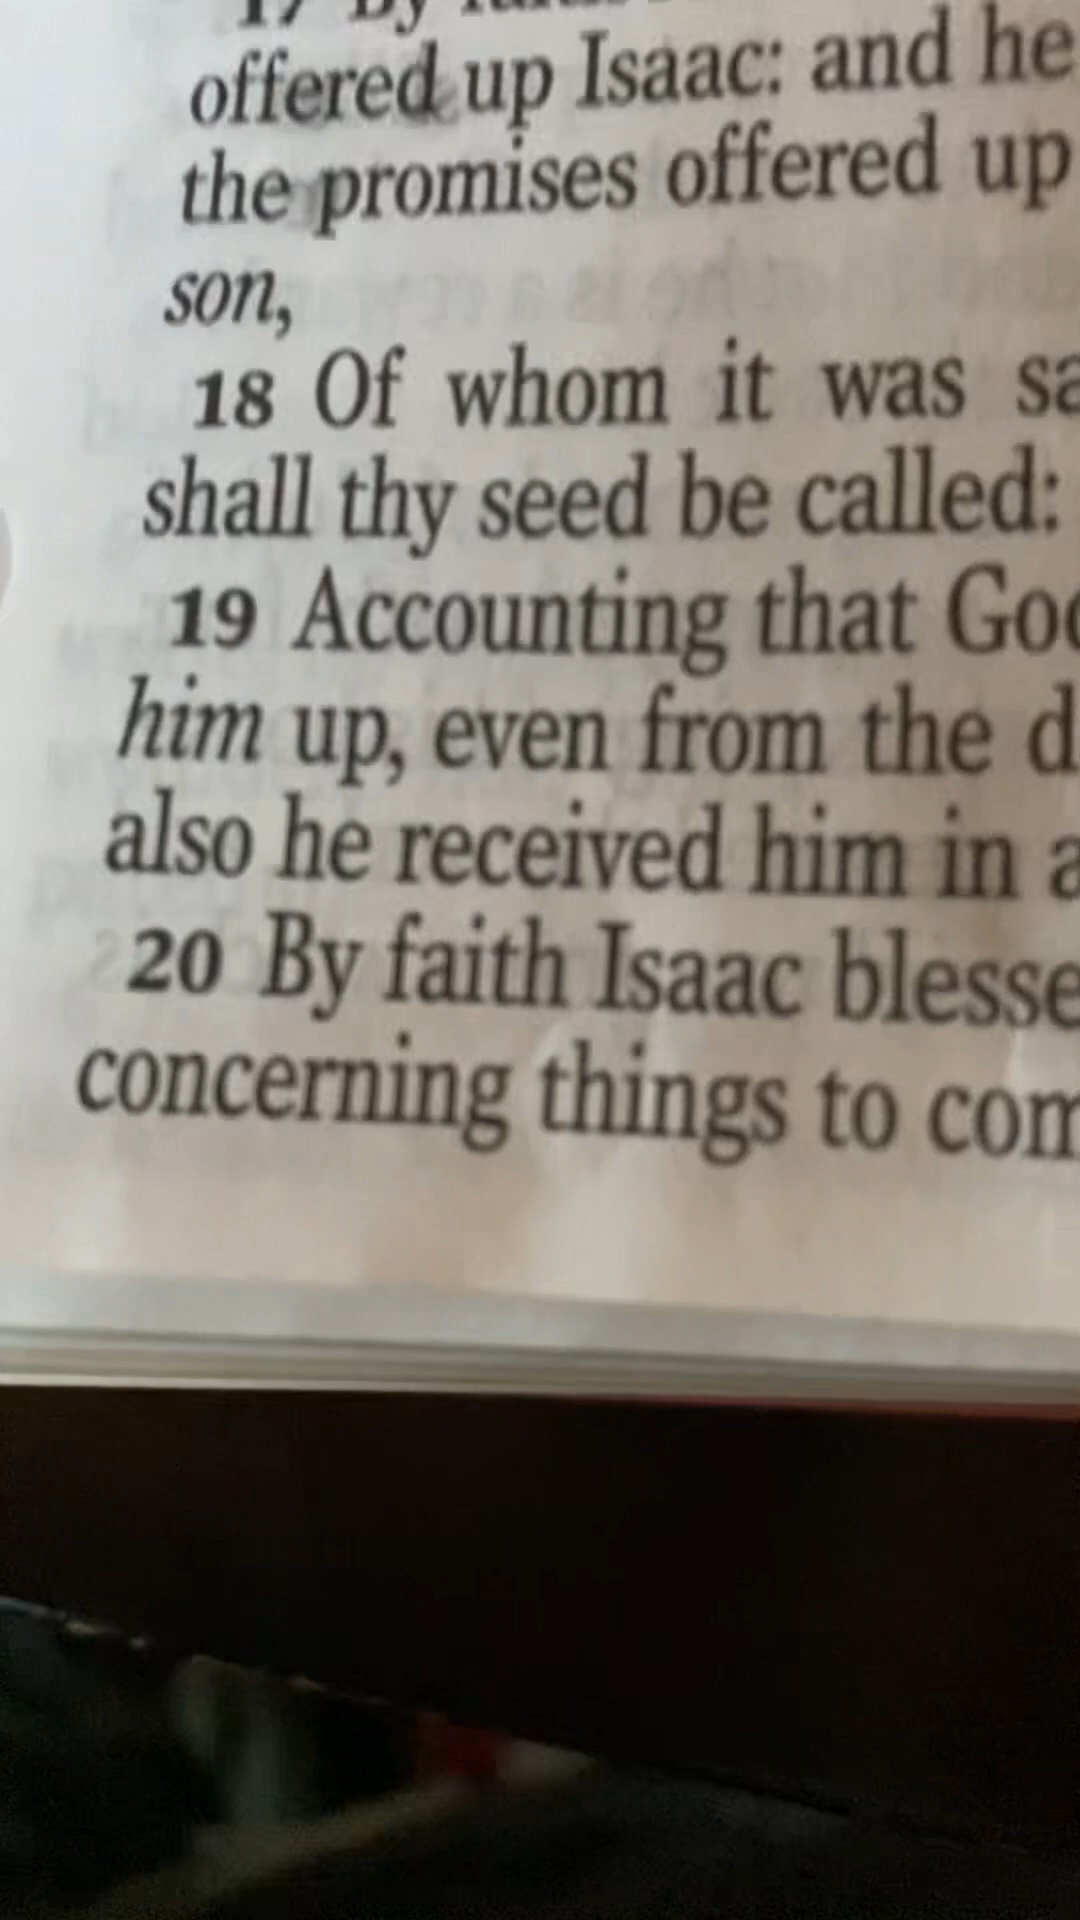 17 By
offered up Isaac: and he
the promises offered up
son,
18 Of whom it was
shall thy seed be called:
19 Accounting that
him up, even from the
also he received him in
20 By faith Isaac
concerning things to